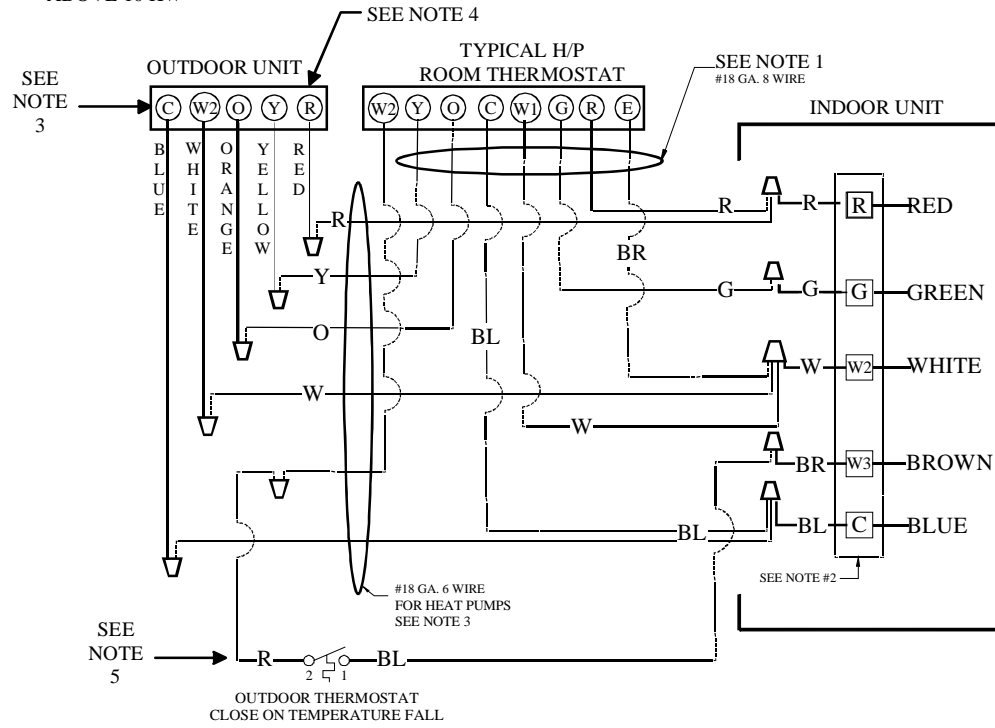 ABOVE 10 KW
SEE NOTE 4
SEE
NOTE
3
OUTDOOR UNIT
TYPICAL H/P
ROOM THERMOSTAT
SEE NOTE 1
#18 GA. 8 WIRE
INDOOR UNIT
C W2 O Y R
W2 Y O C W1 G R E
BLUE
WHITE
ORANGE
YELLOW
RED
R
R
R
R
RED
BR
Y
G
G
G
GREEN
O
BL
W
W2
WHITE
W
W
BR
W3
BROWN
BL
BL
C
BLUE
SEE NOTE #2
#18 GA. 6 WIRE
FOR HEAT PUMPS
SEE NOTE 3
SEE
NOTE
5
R
2
1
BL
OUTDOOR THERMOSTAT
CLOSE ON TEMPERATURE FALL